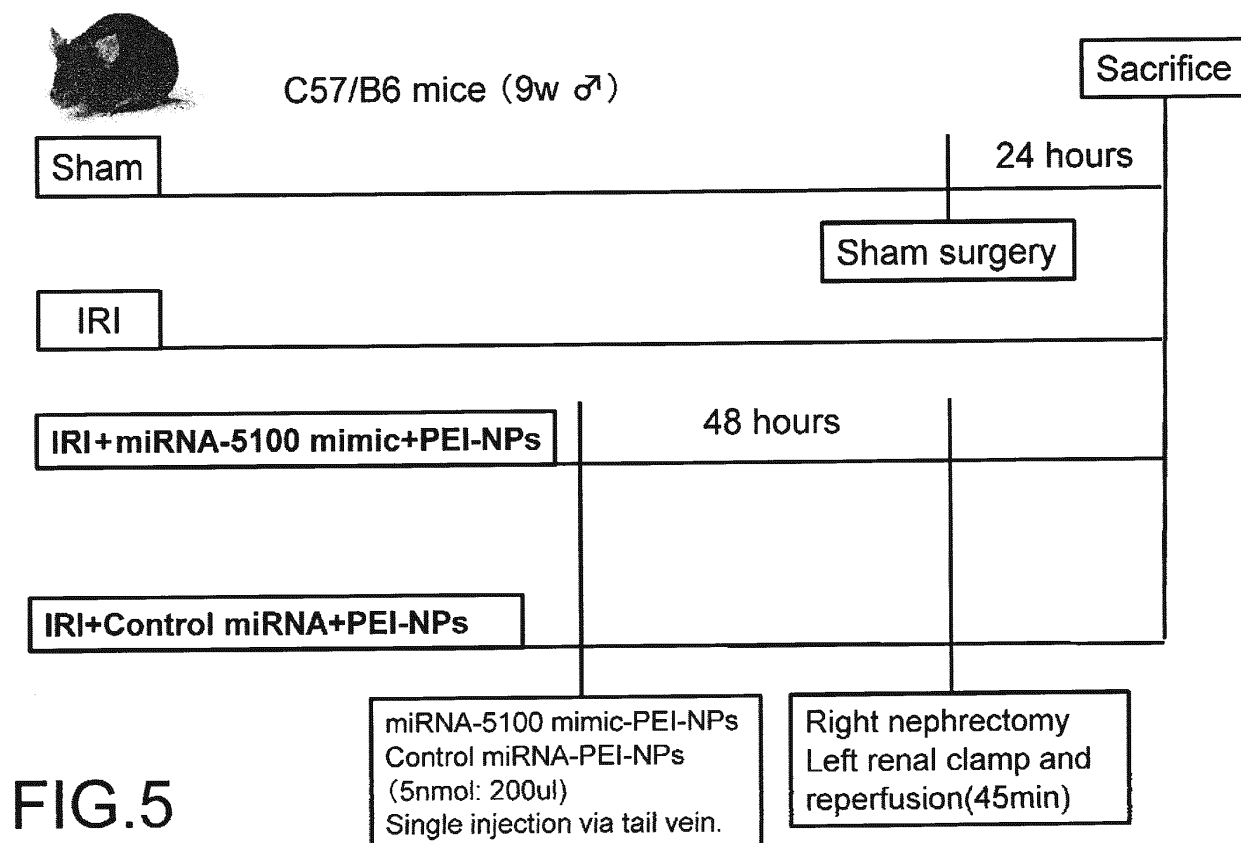 C57/B6 mice (9w ♂)
Sacrifice
Sham
24 hours
Sham surgery
IRI
IRI+miRNA-5100 mimic+PEI-NPs
48 hours
IRI+Control miRNA+PEI-NPs
miRNA-5100 mimic-PEI-NPs
Control miRNA-PEI-NPs
(5nmol: 200ul)
Single injection via tail vein.
Right nephrectomy
Left renal clamp and
reperfusion(45min)
FIG.5